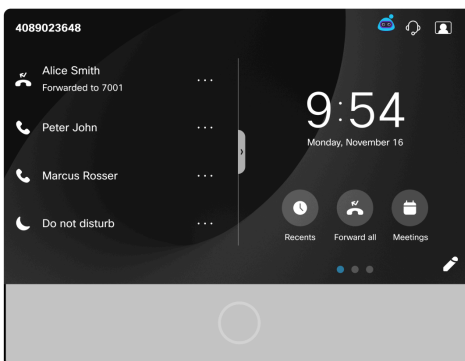 4089023648
Alice Smith
Forwarded to 7001
Peter John
Marcus Rosser
Do not disturb
9:54
Monday, November 16
Recents
Forward all
Meetings